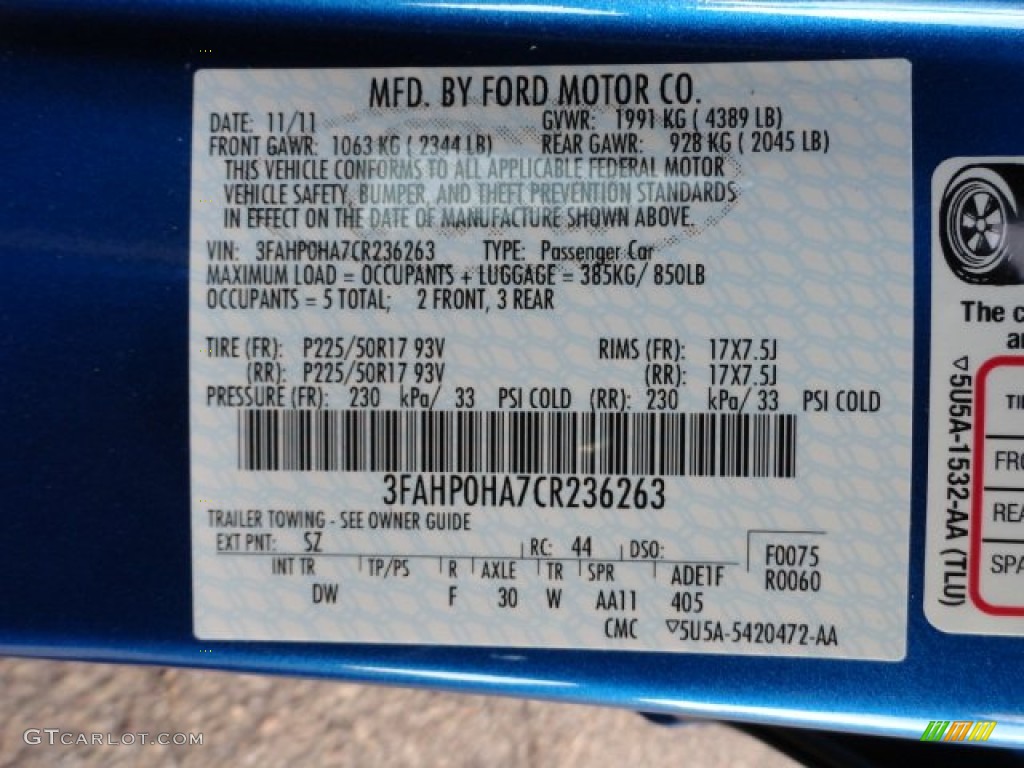 MFD. BY FORD MOTOR CO.
DATE: 11/11 GVWR: 1991 KG ( 4389 LB)
FRONT GAWR: 1063 KG ( 2344 LB) REAR GAWR: 928 KG ( 2045 LB)
THIS VEHICLE CONFORMS TO ALL APPLICABLE FEDERAL MOTOR
VEHICLE SAFETY, BUMPER, AND THEFT PREVENTION STANDARDS
IN EFFECT ON THE DATE OF MANUFACTURE SHOWN ABOVE.
VIN: 3FAHP0HA7CR236263 TYPE: Passenger Car
MAXIMUM LOAD = OCCUPANTS + LUGGAGE = 385KG/ 850LB
OCCUPANTS = 5 TOTAL; 2 FRONT, 3 REAR
TIRE (FR): P225/50R17 93V RIMS (FR): 17X7.5J
(RR): P225/50R17 93V (RR): 17X7.5J
PRESSURE (FR): 230 kPa/ 33 PSI COLD (RR): 230 kPa/ 33 PSI COLD
3FAHP0HA7CR236263
TRAILER TOWING - SEE OWNER GUIDE
EXT PNT: SZ RC: 44 DSO: F0075
INT TR TP/PS R AXLE TR SPR ADE1F R0060
DW F 30 W AA11 405
CMC ▽5U5A-5420472-AA
The c
a
▽5U5A-1532-AA (TLU)
TI
FRO
REA
SPA
GTCARLOT.COM